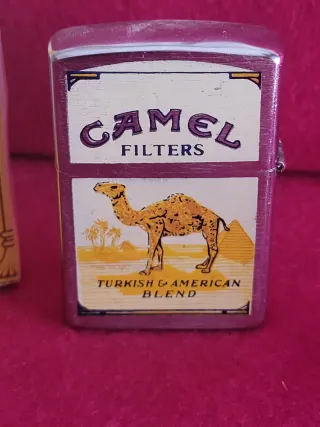 CAMEL
FILTERS
TURKISH & AMERICAN
BLEND